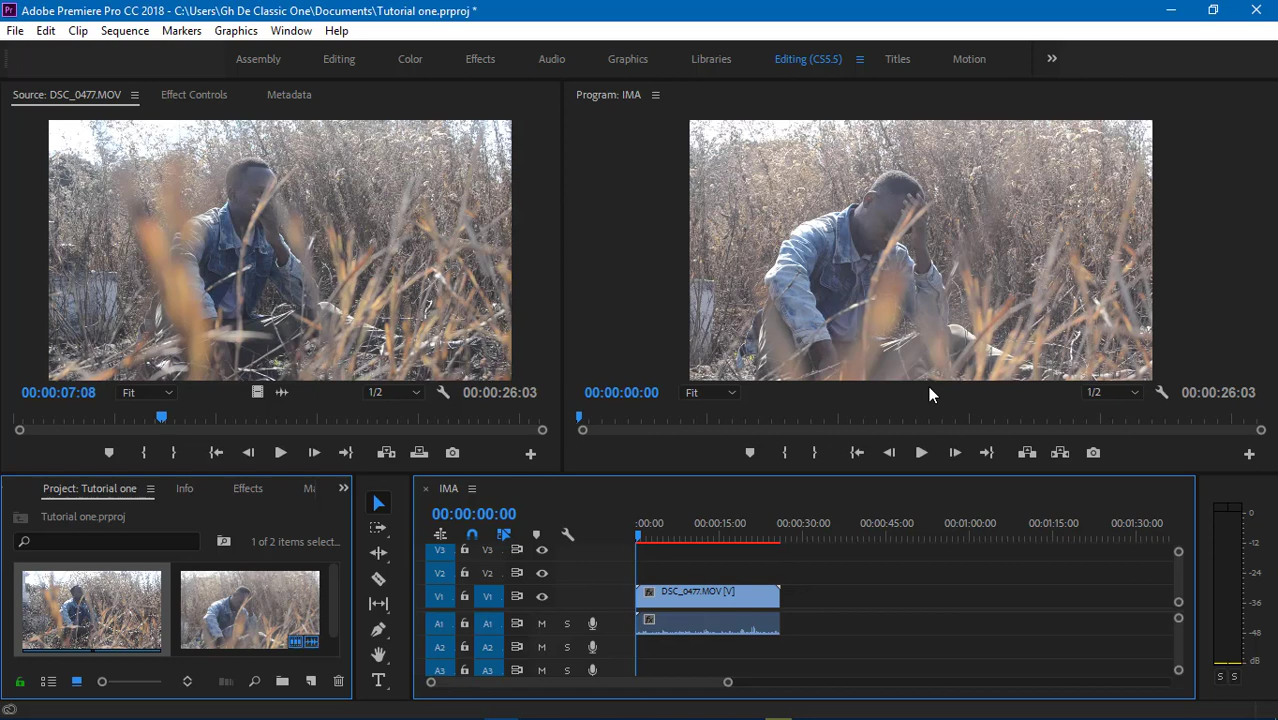 Pr Adobe Premiere Pro CC 2018 - C:\Users\Gh De Classic One\Documents\Tutorial one.prproj *
File Edit Clip Sequence Markers Graphics Window Help
Assembly Editing Color Effects Audio Graphics Libraries Editing (CS5.5) Titles Motion
Source: DSC_0477.MOV Effect Controls Metadata
Program: IMA
00:00:07:08 Fit 1/2 00:00:26:03
00:00:00:00 Fit 1/2 00:00:26:03
Project: Tutorial one Info Effects
Tutorial one.prproj
1 of 2 items select...
IMA
00:00:00:00
:00:00 00:00:15:00 00:00:30:00 00:00:45:00 00:01:00:00 00:01:15:00 00:01:30:00
V3 V3
V2 V2
V1 V1 DSC_0477.MOV [V]
A1 A1 M S
A2 A2 M S
A3 A3 M S
0
-12
-24
-36
-48
dB
S S